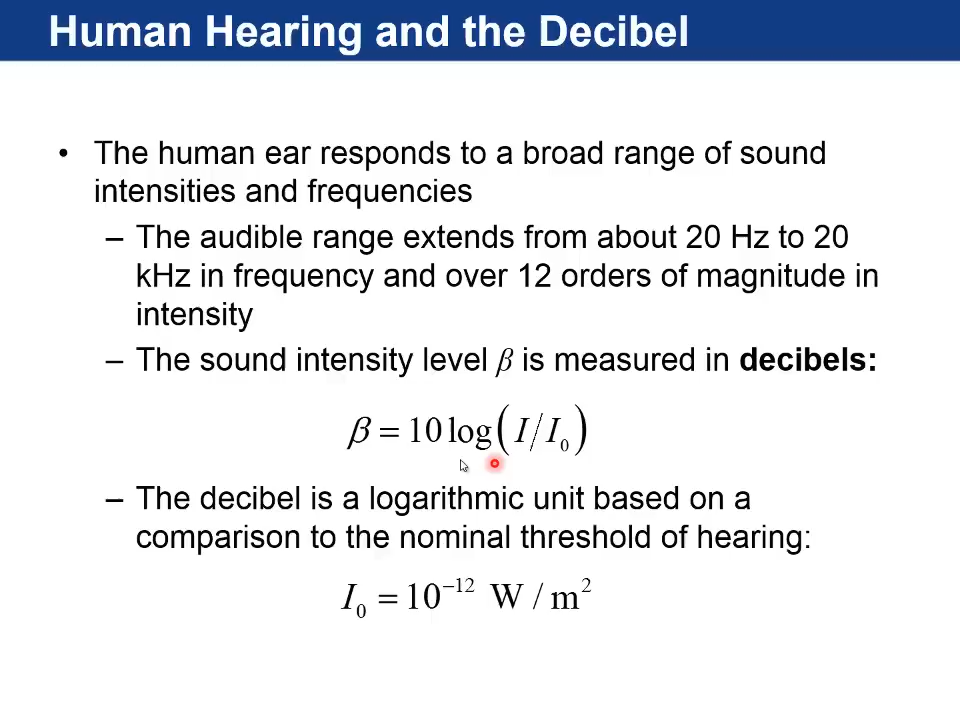 Human Hearing and the Decibel
• The human ear responds to a broad range of sound
intensities and frequencies
– The audible range extends from about 20 Hz to 20
kHz in frequency and over 12 orders of magnitude in
intensity
– The sound intensity level β is measured in decibels:
β = 10 log(I/I₀)
– The decibel is a logarithmic unit based on a
comparison to the nominal threshold of hearing:
I₀ = 10⁻¹² W / m²